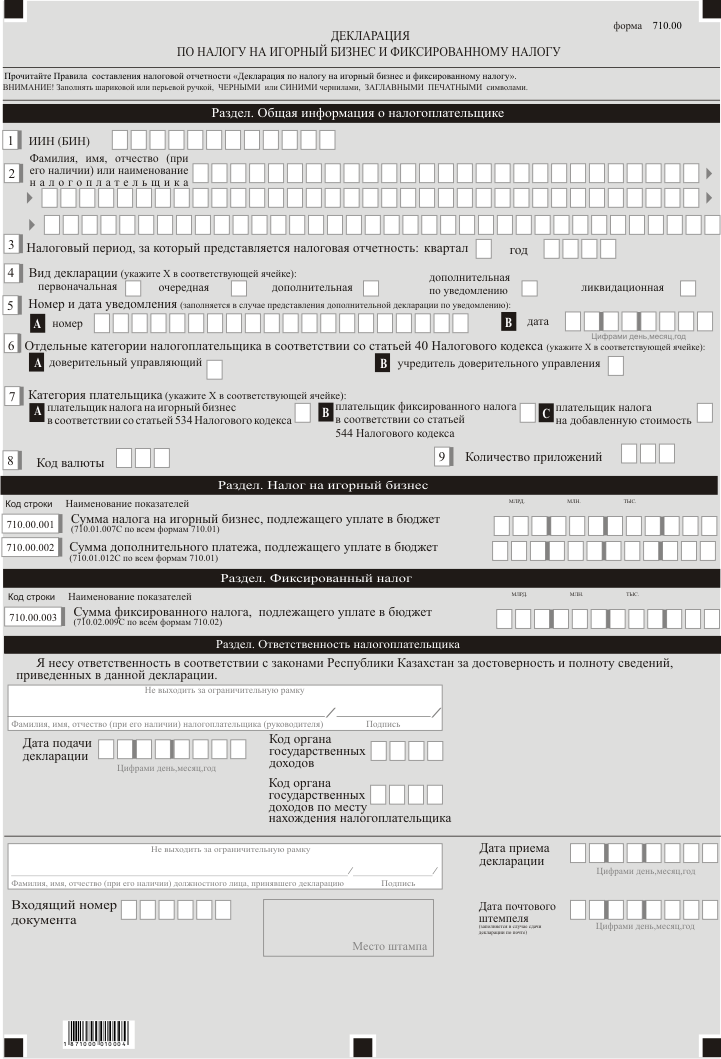 форма 710.00
ДЕКЛАРАЦИЯ
ПО НАЛОГУ НА ИГОРНЫЙ БИЗНЕС И ФИКСИРОВАННОМУ НАЛОГУ
Прочитайте Правила составления налоговой отчетности «Декларация по налогу на игорный бизнес и фиксированному налогу».
ВНИМАНИЕ! Заполнять шариковой или перьевой ручкой, ЧЕРНЫМИ или СИНИМИ чернилами, ЗАГЛАВНЫМИ ПЕЧАТНЫМИ символами.
Раздел. Общая информация о налогоплательщике
1 ИИН (БИН)
Фамилия, имя, отчество (при
2 его наличии) или наименование
налогоплательщика
3 Налоговый период, за который представляется налоговая отчетность: квартал год
4 Вид декларации (укажите X в соответствующей ячейке):
первоначальная очередная дополнительная дополнительная по уведомлению ликвидационная
5 Номер и дата уведомления (заполняется в случае представления дополнительной декларации по уведомлению):
A номер B дата
Цифрами день,месяц,год
6 Отдельные категории налогоплательщика в соответствии со статьей 40 Налогового кодекса (укажите X в соответствующей ячейке):
A доверительный управляющий B учредитель доверительного управления
7 Категория плательщика (укажите X в соответствующей ячейке):
A плательщик налога на игорный бизнес
в соответствии со статьей 534 Налогового кодекса
B плательщик фиксированного налога
в соответствии со статьей
544 Налогового кодекса
C плательщик налога
на добавленную стоимость
8 Код валюты 9 Количество приложений
Раздел. Налог на игорный бизнес
Код строки Наименование показателей МЛРД. МЛН. ТЫС.
710.00.001 Сумма налога на игорный бизнес, подлежащего уплате в бюджет
(710.01.007С по всем формам 710.01)
710.00.002 Сумма дополнительного платежа, подлежащего уплате в бюджет
(710.01.012С по всем формам 710.01)
Раздел. Фиксированный налог
Код строки Наименование показателей МЛРД. МЛН. ТЫС.
710.00.003 Сумма фиксированного налога, подлежащего уплате в бюджет
(710.02.009С по всем формам 710.02)
Раздел. Ответственность налогоплательщика
Я несу ответственность в соответствии с законами Республики Казахстан за достоверность и полноту сведений,
приведенных в данной декларации.
Не выходить за ограничительную рамку
/ /
Фамилия, имя, отчество (при его наличии) налогоплательщика (руководителя) Подпись
Дата подачи
декларации
Цифрами день,месяц,год
Код органа
государственных
доходов
Код органа
государственных
доходов по месту
нахождения налогоплательщика
Не выходить за ограничительную рамку
/ /
Фамилия, имя, отчество (при его наличии) должностного лица, принявшего декларацию Подпись
Дата приема
декларации
Цифрами день,месяц,год
Входящий номер
документа
Место штампа
Дата почтового
штемпеля
(заполняется в случае сдачи
декларации по почте)
Цифрами день,месяц,год
1871000010004